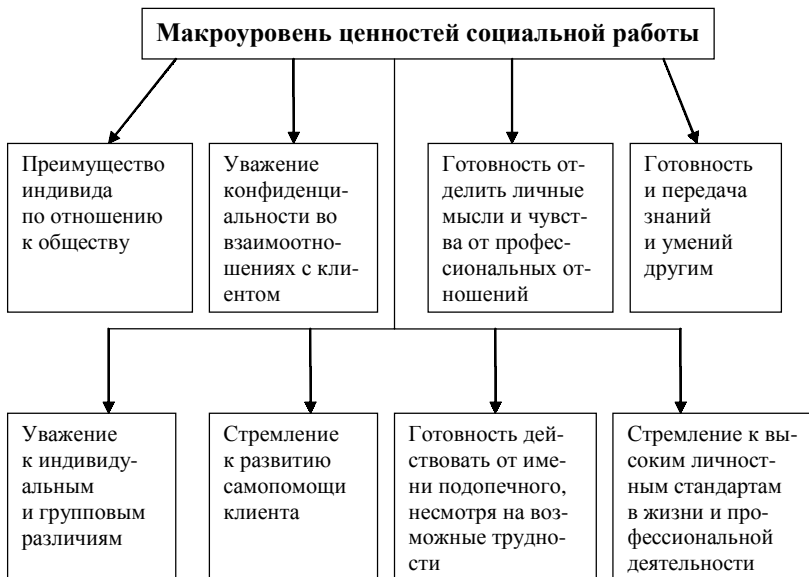 Макроуровень ценностей социальной работы
Преимущество
индивида
по отношению
к обществу
Уважение
конфиденци-
альности во
взаимоотно-
шениях с кли-
ентом
Готовность от-
делить личные
мысли и чувст-
ва от профес-
сиональных от-
ношений
Готовность
и передача
знаний
и умений
другим
Уважение
к индивиду-
альным
и групповым
различиям
Стремление
к развитию
самопомощи
клиента
Готовность дей-
ствовать от име-
ни подопечного,
несмотря на воз-
можные трудно-
сти
Стремление к вы-
соким личност-
ным стандартам
в жизни и про-
фессиональной
деятельности